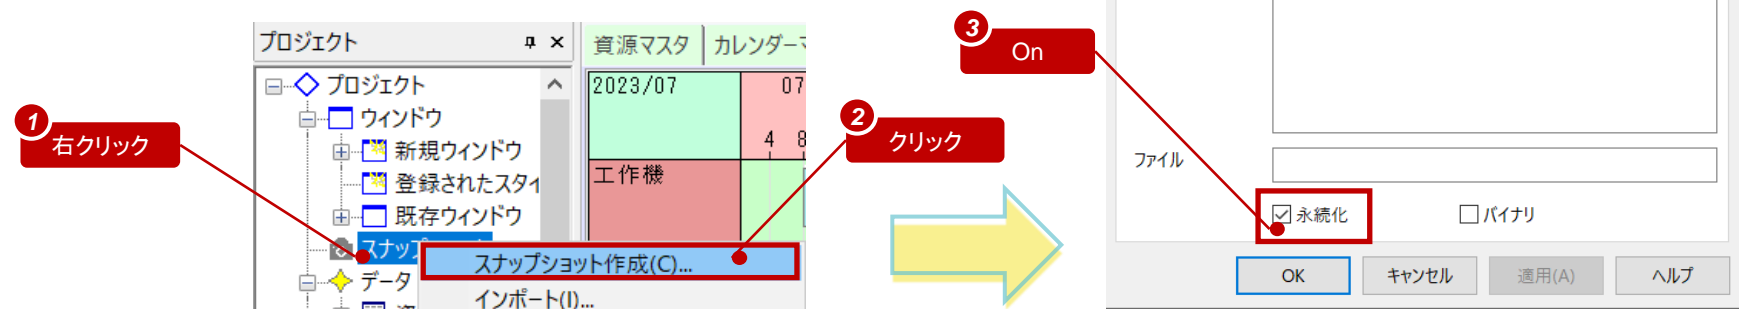 1
右クリック
プロジェクト
プロジェクト
ウィンドウ
新規ウィンドウ
登録されたスタイ
既存ウィンドウ
スナップ
データ
資源マスタ
カレンダーマ
2023/07
07
4 8
工作機
スナップショット作成(C)...
インポート(I)...
2
クリック
3
On
ファイル
永続化
バイナリ
OK
キャンセル
適用(A)
ヘルプ